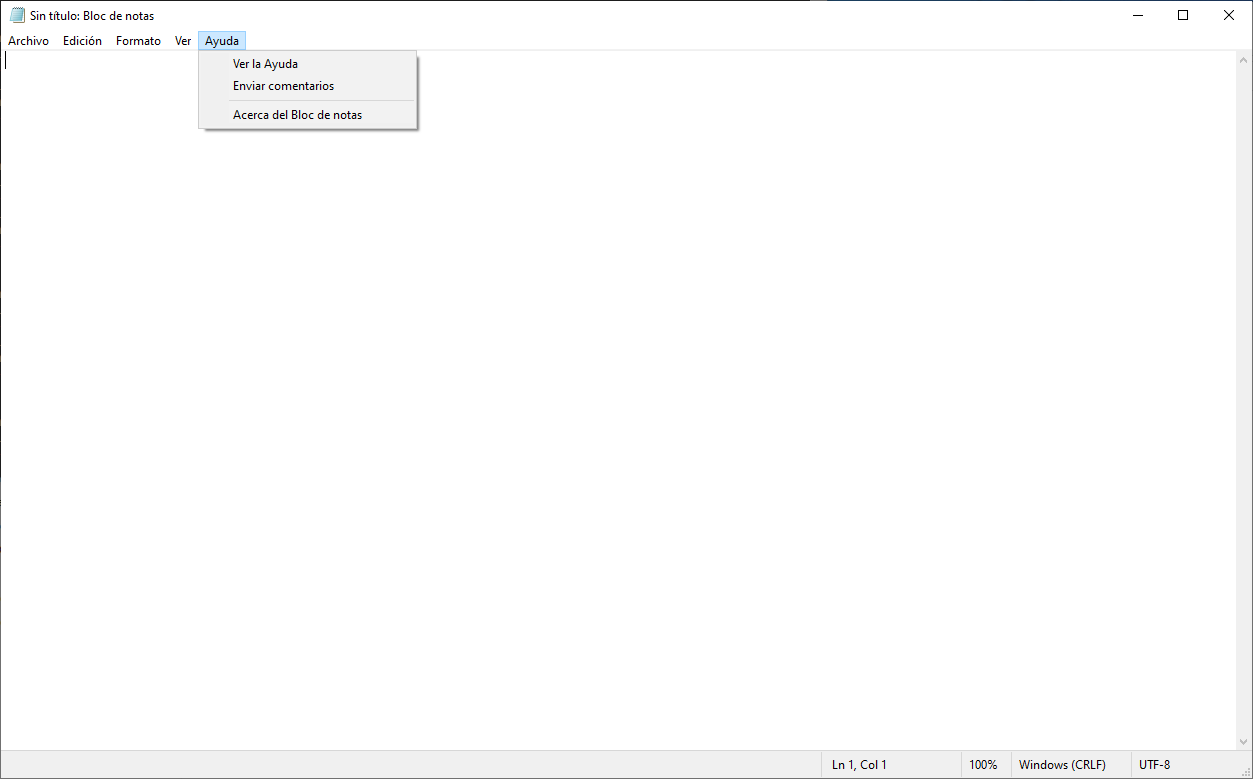 Sin título: Bloc de notas
Archivo Edición Formato Ver Ayuda
Ver la Ayuda
Enviar comentarios
Acerca del Bloc de notas
Ln 1, Col 1 100% Windows (CRLF) UTF-8